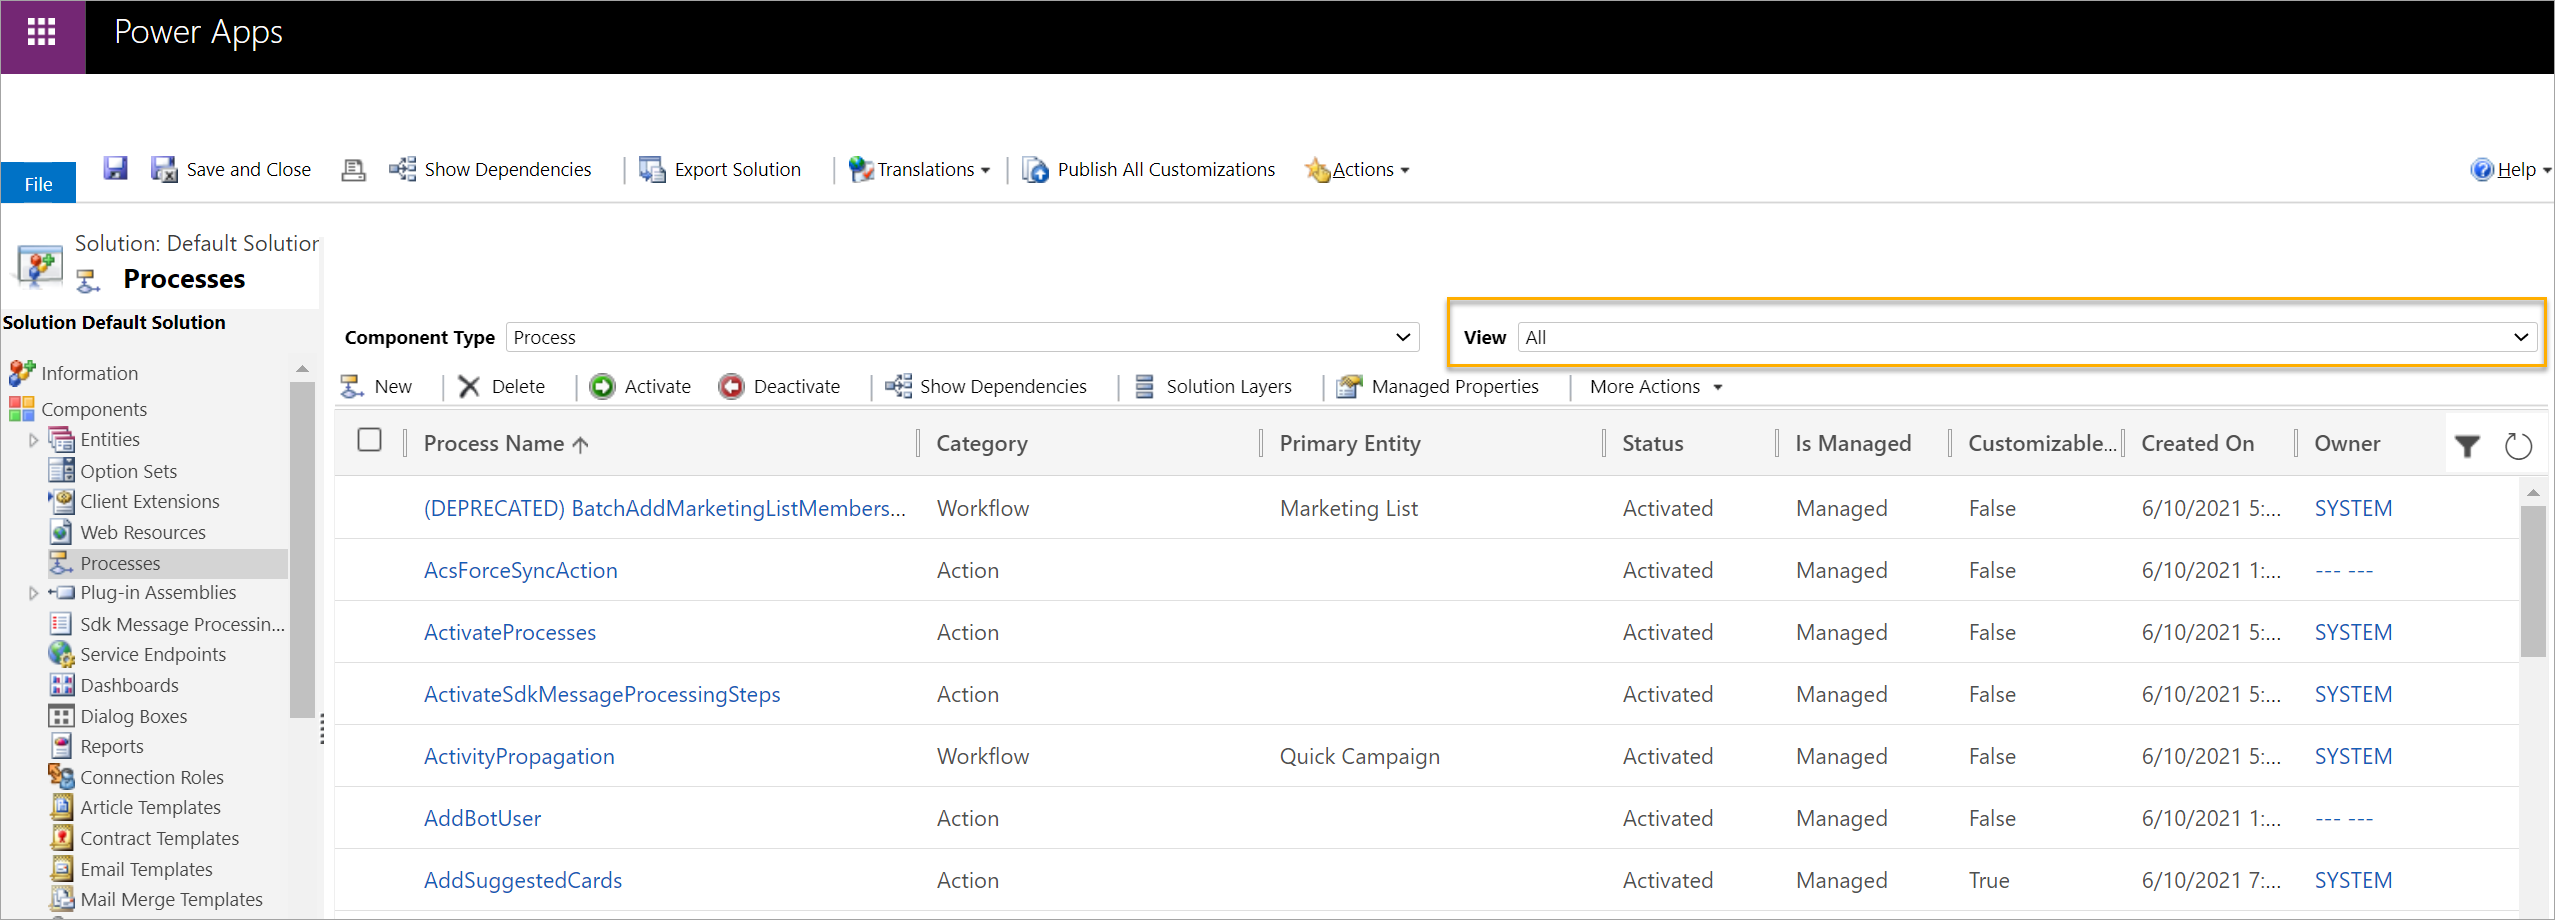 Power Apps
File
Save and Close
Show Dependencies
Export Solution
Translations
Publish All Customizations
Actions
Help
Solution: Default Solution
Processes
Solution Default Solution
Information
Components
Entities
Option Sets
Client Extensions
Web Resources
Processes
Plug-in Assemblies
Sdk Message Processin...
Service Endpoints
Dashboards
Dialog Boxes
Reports
Connection Roles
Article Templates
Contract Templates
Email Templates
Mail Merge Templates
Component Type Process View All
New Delete Activate Deactivate Show Dependencies Solution Layers Managed Properties More Actions
Process Name Category Primary Entity Status Is Managed Customizable... Created On Owner
(DEPRECATED) BatchAddMarketingListMembers... Workflow Marketing List Activated Managed False 6/10/2021 5:... SYSTEM
AcsForceSyncAction Action Activated Managed False 6/10/2021 1:... --- ---
ActivateProcesses Action Activated Managed False 6/10/2021 5:... SYSTEM
ActivateSdkMessageProcessingSteps Action Activated Managed False 6/10/2021 5:... SYSTEM
ActivityPropagation Workflow Quick Campaign Activated Managed False 6/10/2021 5:... SYSTEM
AddBotUser Action Activated Managed False 6/10/2021 1:... --- ---
AddSuggestedCards Action Activated Managed True 6/10/2021 7:... SYSTEM